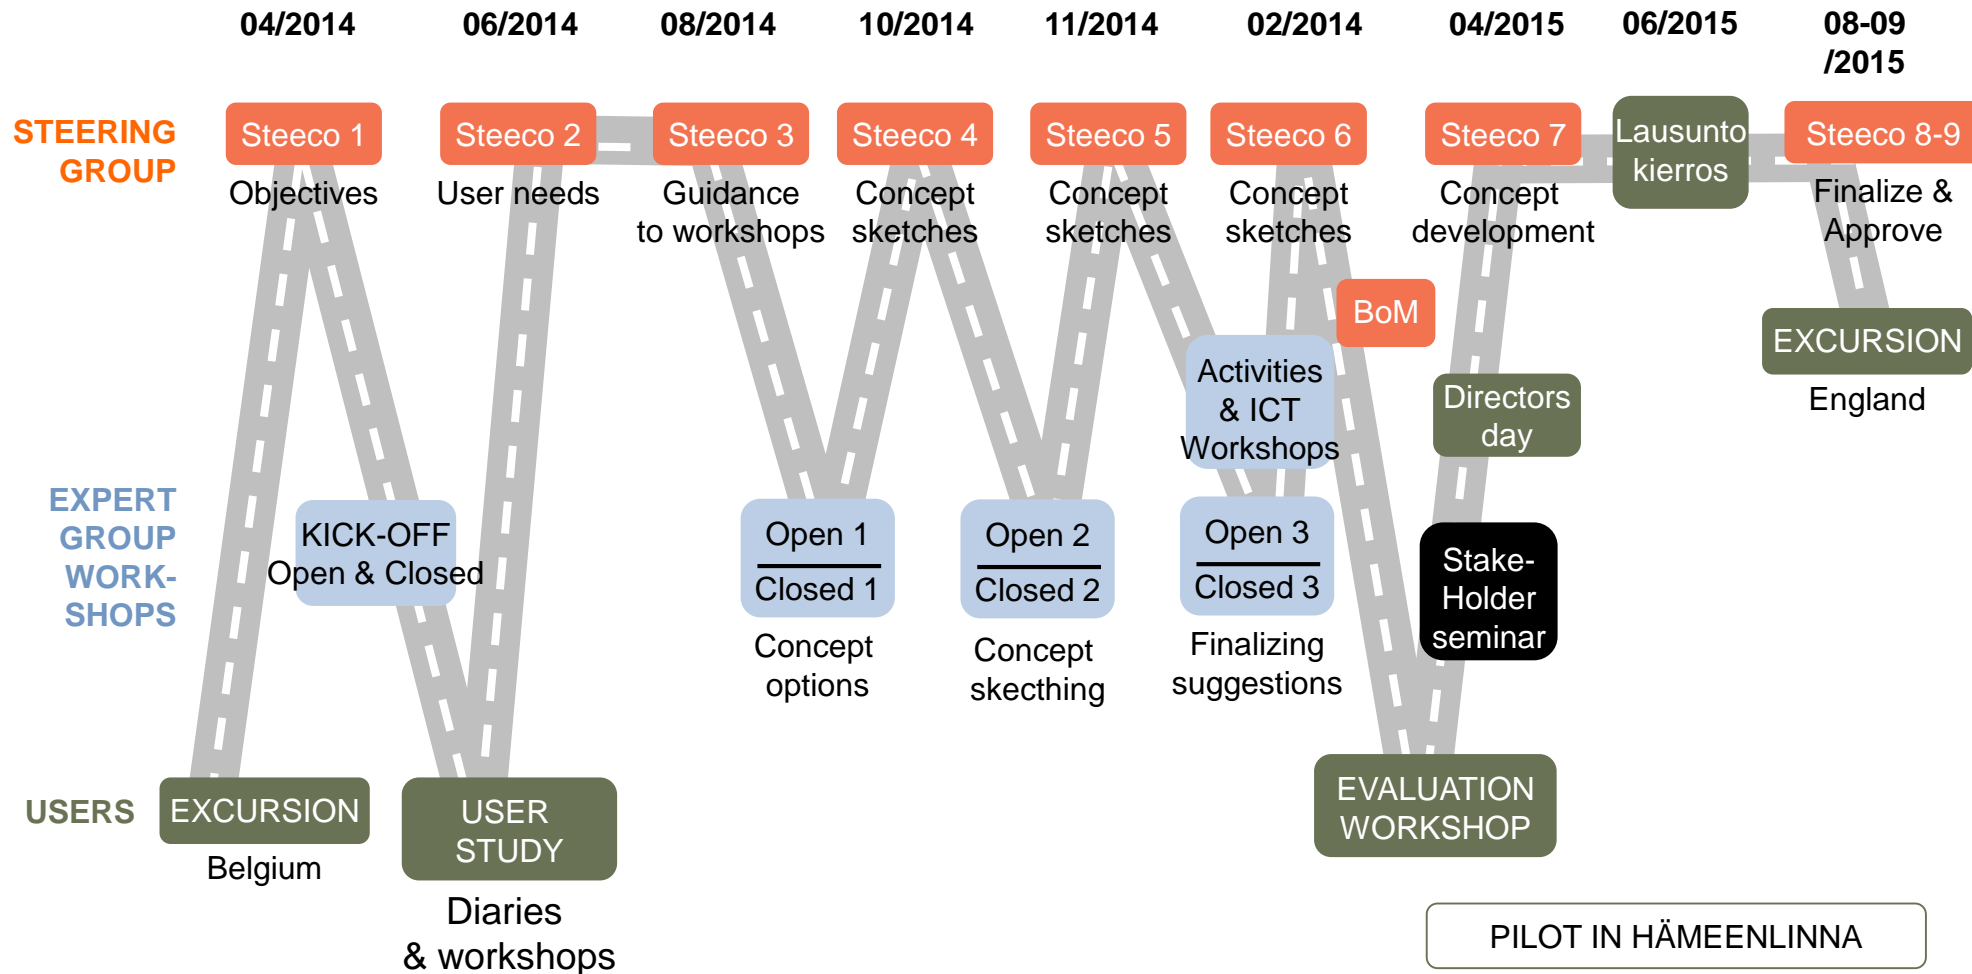 04/2014
06/2014
08/2014
10/2014
11/2014
02/2014
04/2015
06/2015
08-09
/2015
STEERING
GROUP
Steeco 1
Objectives
Steeco 2
User needs
Steeco 3
Guidance
to workshops
Steeco 4
Concept
sketches
Steeco 5
Concept
sketches
Steeco 6
Concept
sketches
Steeco 7
Concept
development
Lausunto
kierros
Steeco 8-9
Finalize &
Approve
BoM
EXCURSION
England
Activities
& ICT
Workshops
Directors
day
EXPERT
GROUP
WORK-
SHOPS
KICK-OFF
Open & Closed
Open 1
Closed 1
Concept
options
Open 2
Closed 2
Concept
skecthing
Open 3
Closed 3
Finalizing
suggestions
Stake-
Holder
seminar
USERS
EXCURSION
Belgium
USER
STUDY
Diaries
& workshops
EVALUATION
WORKSHOP
PILOT IN HÄMEENLINNA